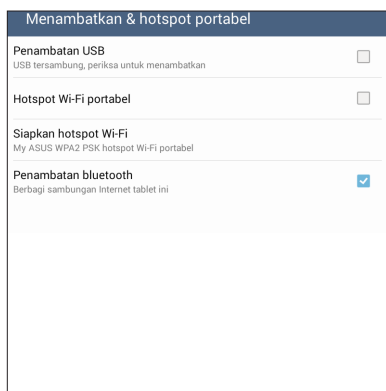 Menambatkan & hotspot portabel
Penambatan USB
USB tersambung, periksa untuk menambatkan
Hotspot Wi-Fi portabel
Siapkan hotspot Wi-Fi
My ASUS WPA2 PSK hotspot Wi-Fi portabel
Penambatan bluetooth
Berbagi sambungan Internet tablet ini